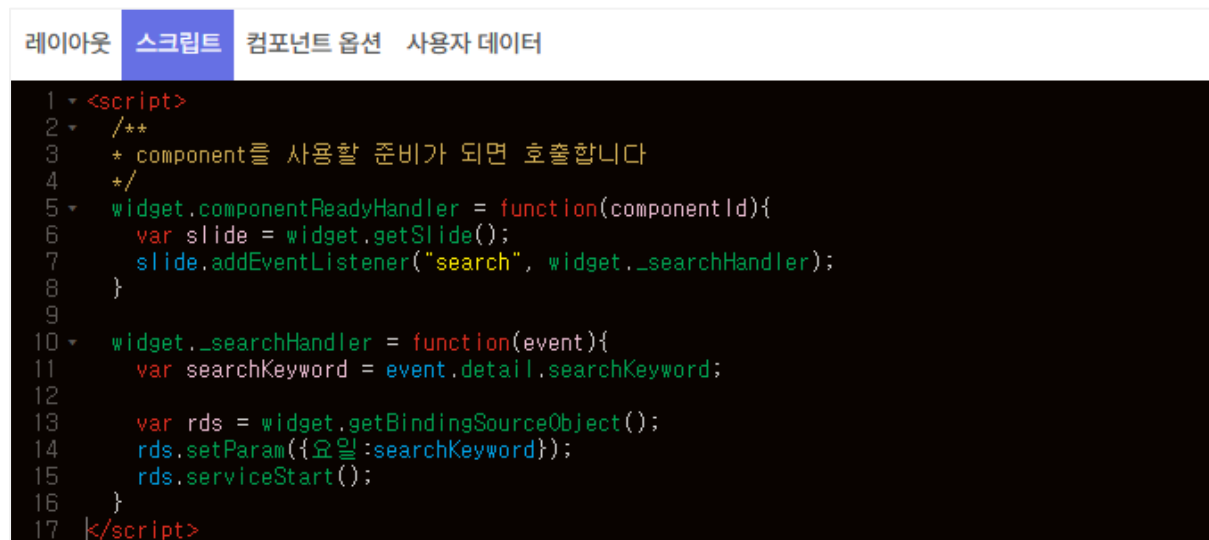 레이아웃 스크립트 컴포넌트 옵션 사용자 데이터
1 <script>
2 /**
3 * component를 사용할 준비가 되면 호출합니다
4 */
5 widget.componentReadyHandler = function(componentId){
6 var slide = widget.getSlide();
7 slide.addEventListener("search", widget._searchHandler);
8 }
9
10 widget._searchHandler = function(event){
11 var searchKeyword = event.detail.searchKeyword;
12
13 var rds = widget.getBindingSourceObject();
14 rds.setParam({요일:searchKeyword});
15 rds.serviceStart();
16 }
17 </script>